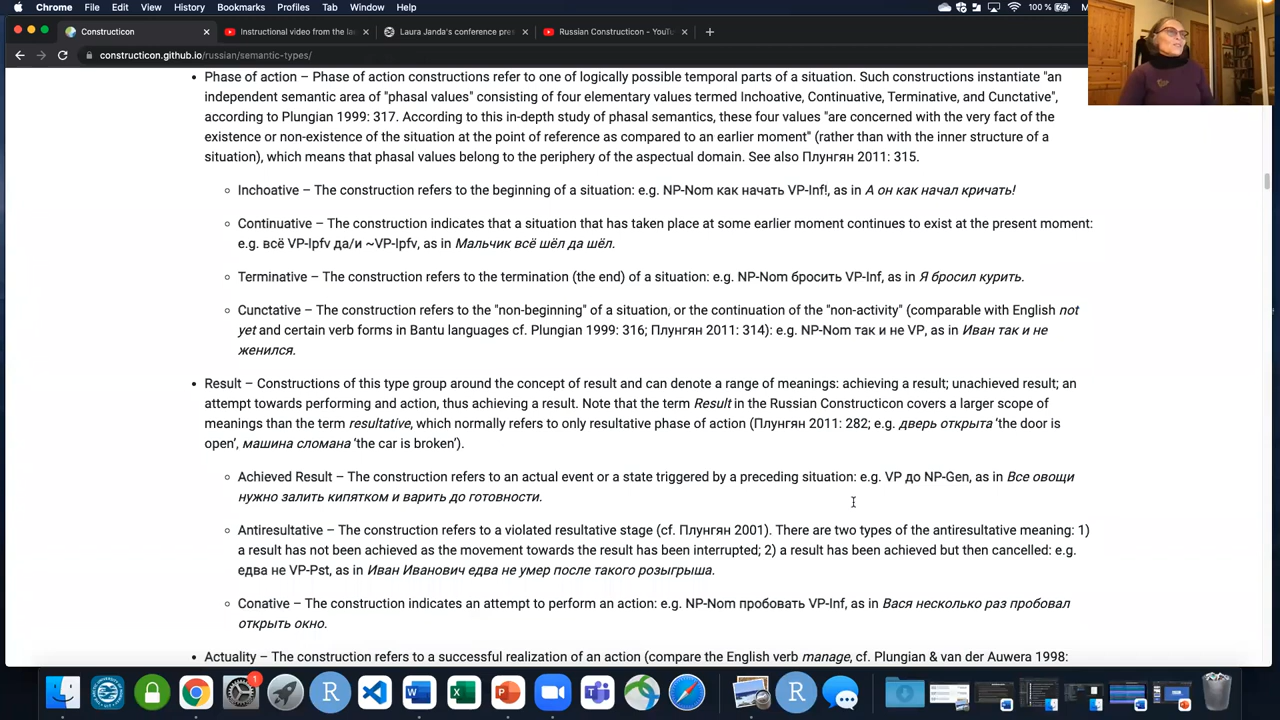 Chrome File Edit View History Bookmarks Profiles Tab Window Help
100 %
Constructicon
Instructional video from the la
Laura Janda's conference pre
Russian Constructicon - YouT
constructicon.github.io/russian/semantic-types/
• Phase of action – Phase of action constructions refer to one of logically possible temporal parts of a situation. Such constructions instantiate "an
independent semantic area of "phasal values" consisting of four elementary values termed Inchoative, Continuative, Terminative, and Cunctative",
according to Plungian 1999: 317. According to this in-depth study of phasal semantics, these four values "are concerned with the very fact of the
existence or non-existence of the situation at the point of reference as compared to an earlier moment" (rather than with the inner structure of a
situation), which means that phasal values belong to the periphery of the aspectual domain. See also Плунгян 2011: 315.
◦ Inchoative – The construction refers to the beginning of a situation: e.g. NP-Nom как начать VP-Inf!, as in А он как начал кричать!
◦ Continuative – The construction indicates that a situation that has taken place at some earlier moment continues to exist at the present moment:
e.g. всё VP-Ipfv да/и ~VP-Ipfv, as in Мальчик всё шёл да шёл.
◦ Terminative – The construction refers to the termination (the end) of a situation: e.g. NP-Nom бросить VP-Inf, as in Я бросил курить.
◦ Cunctative – The construction refers to the "non-beginning" of a situation, or the continuation of the "non-activity" (comparable with English not
yet and certain verb forms in Bantu languages cf. Plungian 1999: 316; Плунгян 2011: 314): e.g. NP-Nom так и не VP, as in Иван так и не
женился.
• Result – Constructions of this type group around the concept of result and can denote a range of meanings: achieving a result; unachieved result; an
attempt towards performing and action, thus achieving a result. Note that the term Result in the Russian Constructicon covers a larger scope of
meanings than the term resultative, which normally refers to only resultative phase of action (Плунгян 2011: 282; e.g. дверь открыта ‘the door is
open’, машина сломана ‘the car is broken’).
◦ Achieved Result – The construction refers to an actual event or a state triggered by a preceding situation: e.g. VP до NP-Gen, as in Все овощи
нужно залить кипятком и варить до готовности.
◦ Antiresultative – The construction refers to a violated resultative stage (cf. Плунгян 2001). There are two types of the antiresultative meaning: 1)
a result has not been achieved as the movement towards the result has been interrupted; 2) a result has been achieved but then cancelled: e.g.
едва не VP-Pst, as in Иван Иванович едва не умер после такого розыгрыша.
◦ Conative – The construction indicates an attempt to perform an action: e.g. NP-Nom пробовать VP-Inf, as in Вася несколько раз пробовал
открыть окно.
• Actuality – The construction refers to a successful realization of an action (compare the English verb manage, cf. Plungian & van der Auwera 1998: